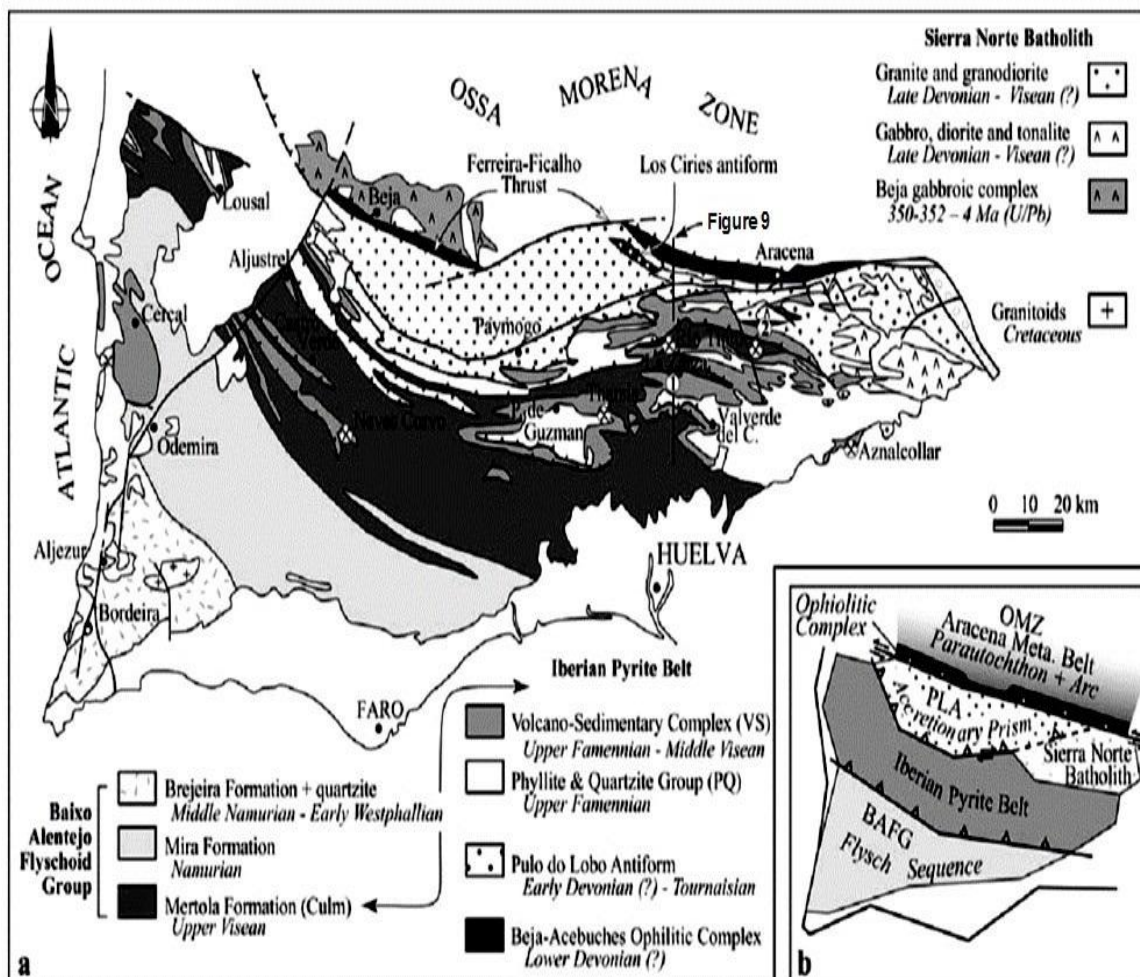 Sierra Norte Batholith
Granite and granodiorite
Late Devonian - Visean (?)
Gabbro, diorite and tonalite
Late Devonian - Visean (?)
Beja gabbroic complex
350-352 – 4 Ma (U/Pb)
Granitoids
Cretaceous
OSSA MORENA ZONE
Ferreira-Ficalho
Thrust
Los Ciries antiform
Figure 9
Beja
Aracena
Lousal
Aljustrel
OCEAN
ATLANTIC
Cercal
Paymogo
2
1
Tharsis
P. de
Guzman
Valverde
del C.
Neves Corvo
Odemira
Aznalcollar
0 10 20 km
Aljezur
HUELVA
Bordeira
FARO
Iberian Pyrite Belt
Volcano-Sedimentary Complex (VS)
Upper Famennian - Middle Visean
Phyllite & Quartzite Group (PQ)
Upper Famennian
Pulo do Lobo Antiform
Early Devonian (?) - Tournaisian
Beja-Acebuches Ophilitic Complex
Lower Devonian (?)
Baixo
Alentejo
Flyschoid
Group
Brejeira Formation + quartzite
Middle Namurian - Early Westphallian
Mira Formation
Namurian
Mertola Formation (Culm)
Upper Visean
a
Ophiolitic
Complex
OMZ
Aracena Meta. Belt
Parautochthon + Arc
PLA
Accretionary Prism
Sierra Norte
Batholith
Iberian Pyrite Belt
BAFG
Flysch Sequence
b